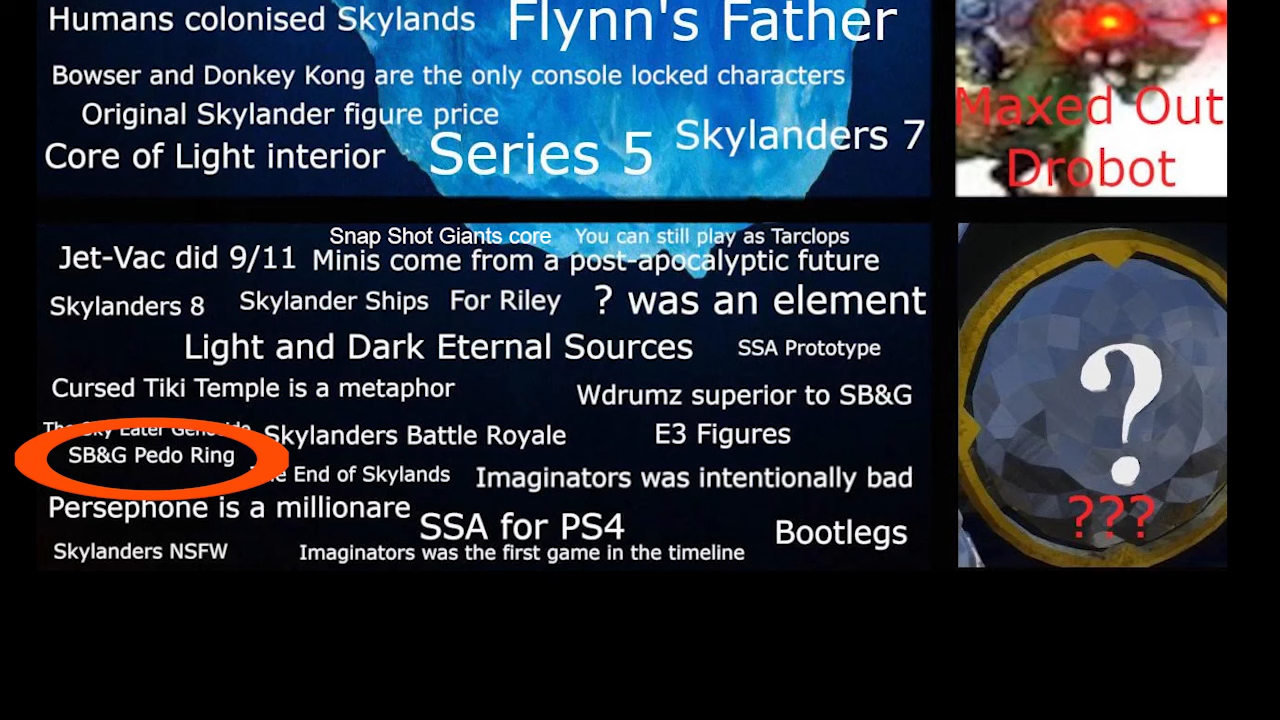 Humans colonised Skylands
Flynn's Father
Bowser and Donkey Kong are the only console locked characters
Original Skylander figure price
Core of Light interior
Series 5
Skylanders 7
Maxed Out
Drobot
Snap Shot Giants core
You can still play as Tarclops
Jet-Vac did 9/11
Minis come from a post-apocalyptic future
Skylanders 8
Skylander Ships
For Riley
? was an element
Light and Dark Eternal Sources
SSA Prototype
Cursed Tiki Temple is a metaphor
Wdrumz superior to SB&G
The Sky Eater Genocide
Skylanders Battle Royale
E3 Figures
SB&G Pedo Ring
End of Skylands
Imaginators was intentionally bad
Persephone is a millionare
SSA for PS4
Bootlegs
Skylanders NSFW
Imaginators was the first game in the timeline
?
???